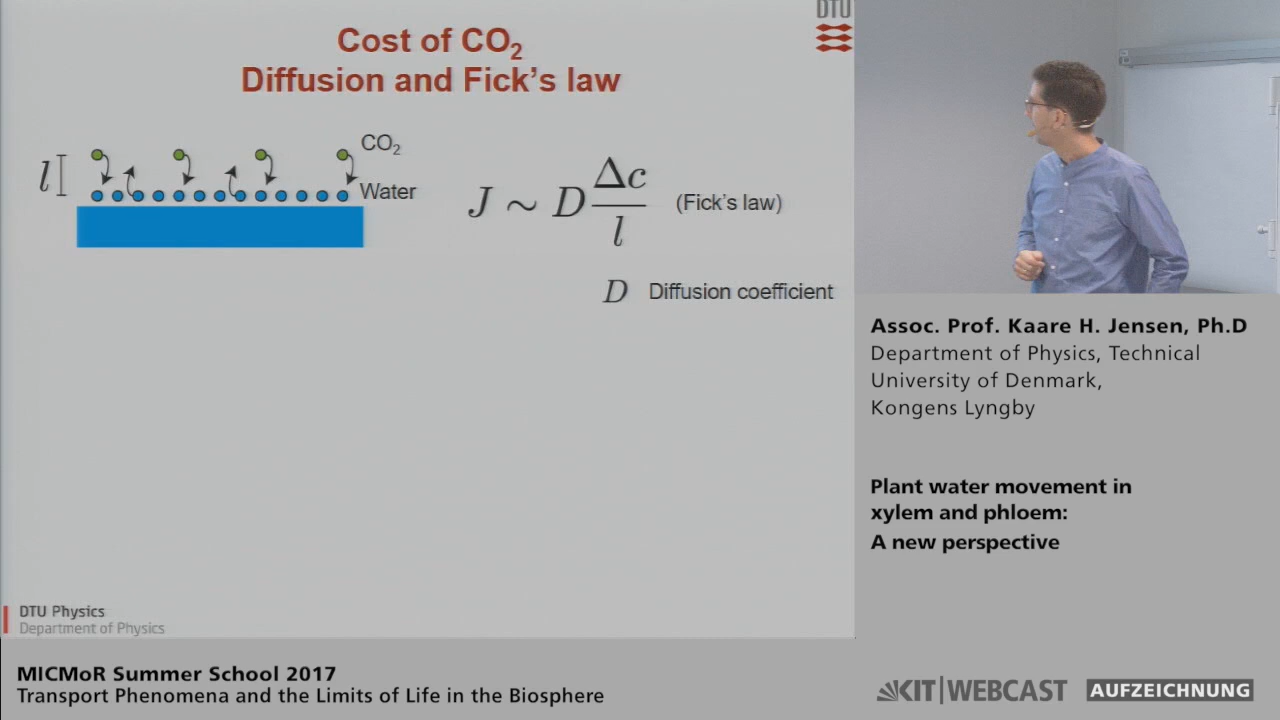 DTU
Cost of CO₂
Diffusion and Fick's law
l
CO₂
Water
J ~ D Δc / l (Fick's law)
D Diffusion coefficient
DTU Physics
Department of Physics
Assoc. Prof. Kaare H. Jensen, Ph.D
Department of Physics, Technical
University of Denmark,
Kongens Lyngby
Plant water movement in
xylem and phloem:
A new perspective
MICMoR Summer School 2017
Transport Phenomena and the Limits of Life in the Biosphere
KIT|WEBCAST
AUFZEICHNUNG